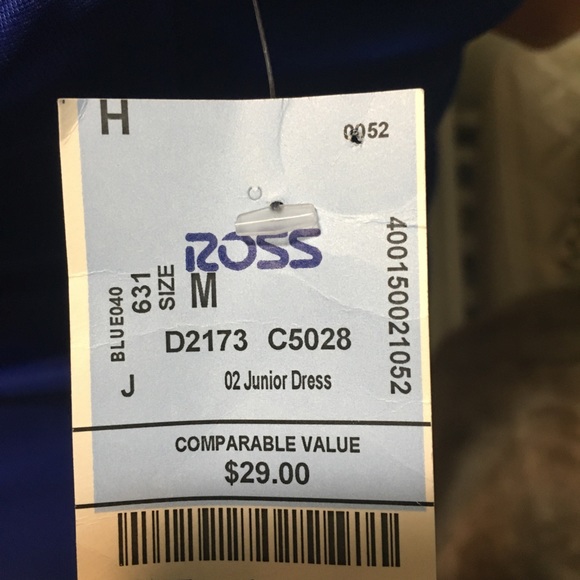 H
0052
ROSS
BLUE040
631
SIZE
M
400150021052
D2173 C5028
J
02 Junior Dress
COMPARABLE VALUE
$29.00